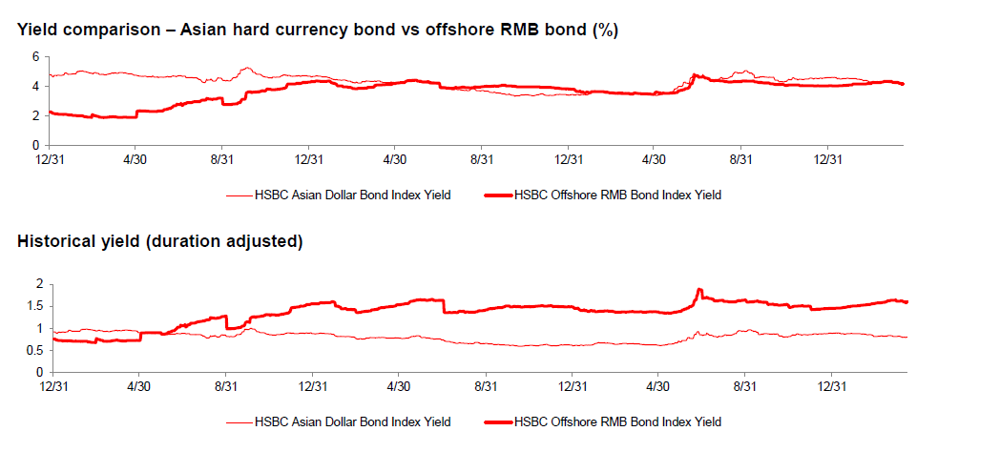 Yield comparison – Asian hard currency bond vs offshore RMB bond (%)
6
4
2
0
12/31 4/30 8/31 12/31 4/30 8/31 12/31 4/30 8/31 12/31
HSBC Asian Dollar Bond Index Yield HSBC Offshore RMB Bond Index Yield
Historical yield (duration adjusted)
2
1.5
1
0.5
0
12/31 4/30 8/31 12/31 4/30 8/31 12/31 4/30 8/31 12/31
HSBC Asian Dollar Bond Index Yield HSBC Offshore RMB Bond Index Yield